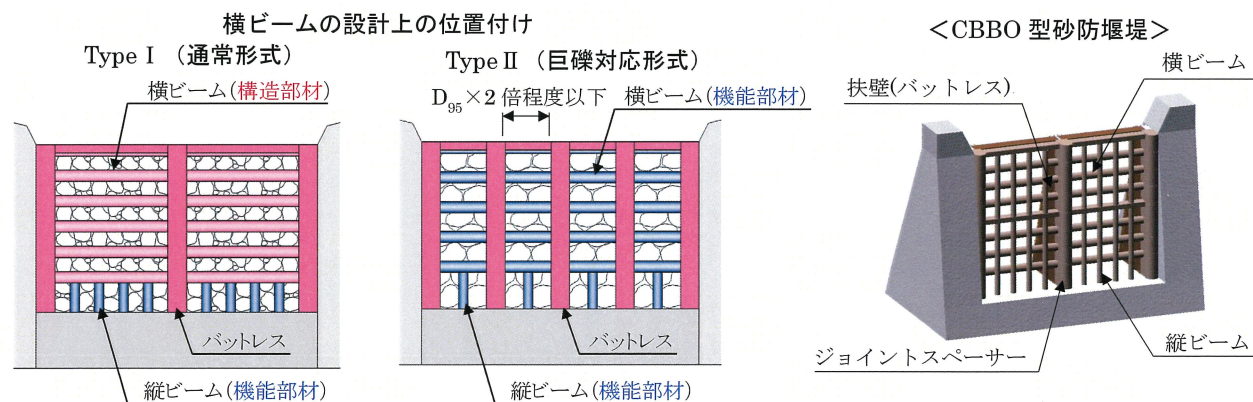 横ビームの設計上の位置付け
Type Ⅰ （通常形式）
横ビーム(構造部材)
バットレス
縦ビーム(機能部材)
Type Ⅱ （巨礫対応形式）
D95×2 倍程度以下
横ビーム(機能部材)
バットレス
縦ビーム(機能部材)
＜CBBO 型砂防堰堤＞
横ビーム
扶壁(バットレス)
ジョイントスペーサー
縦ビーム